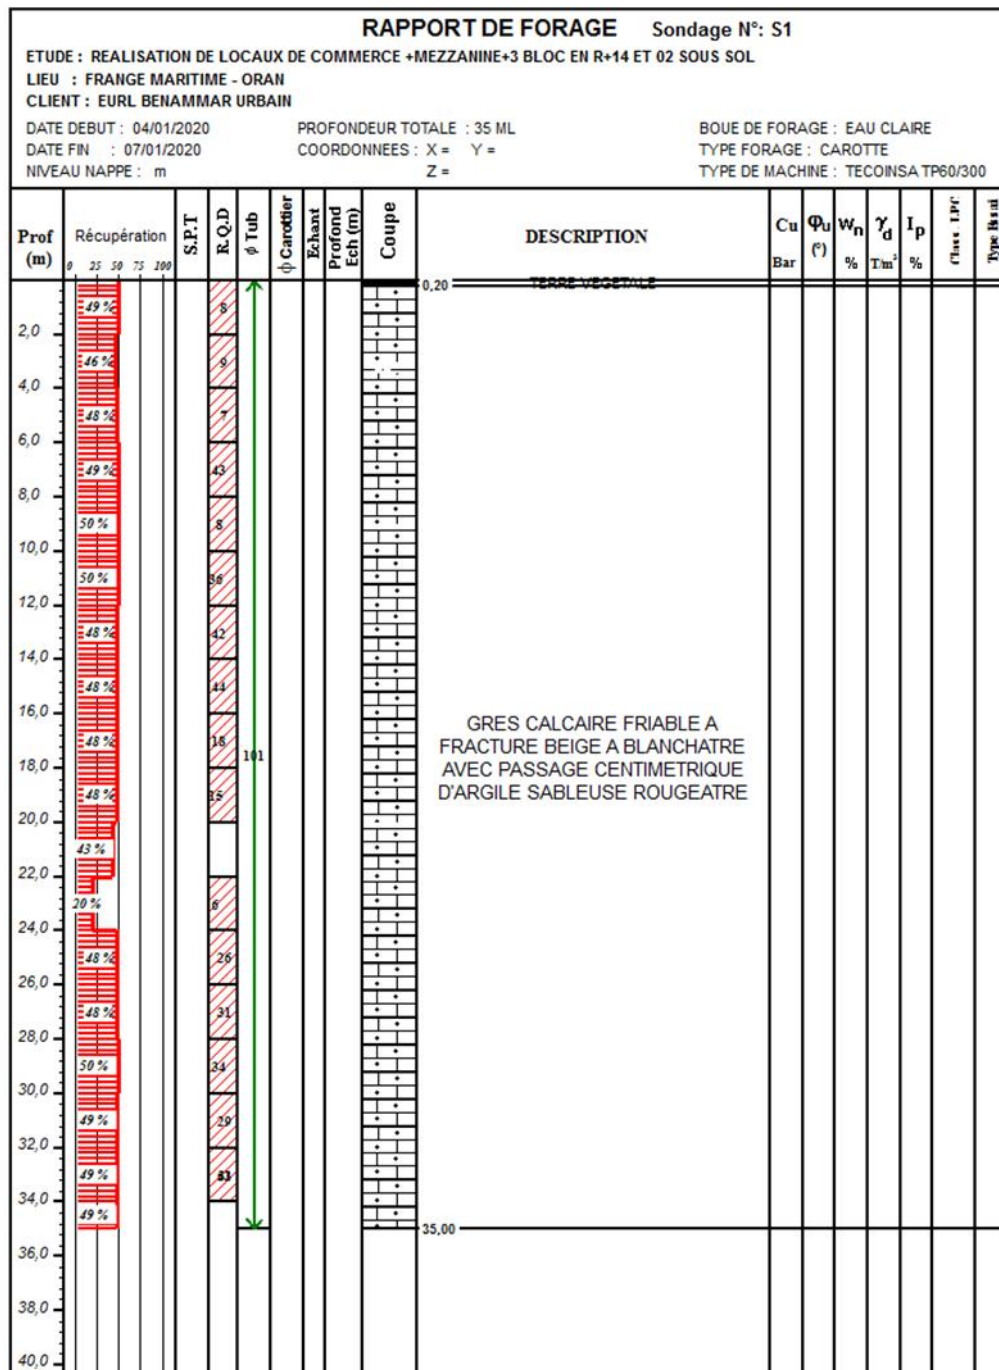 RAPPORT DE FORAGE Sondage N°: S1
ETUDE : REALISATION DE LOCAUX DE COMMERCE +MEZZANINE+3 BLOC EN R+14 ET 02 SOUS SOL
LIEU : FRANGE MARITIME - ORAN
CLIENT : EURL BENAMMAR URBAIN
DATE DEBUT : 04/01/2020 PROFONDEUR TOTALE : 35 ML BOUE DE FORAGE : EAU CLAIRE
DATE FIN : 07/01/2020 COORDONNEES : X = Y = TYPE FORAGE : CAROTTE
NIVEAU NAPPE : m Z = TYPE DE MACHINE : TECOINSA TP60/300
Prof (m) Récupération S.P.T R.Q.D ϕ Tub ϕ Carottier Echant Profond Ech (m) Coupe DESCRIPTION Cu Bar φu (°) Wn % γd T/m³ Ip % Class. LPC Type Essai
0 25 50 75 100
0,20 TERRE VEGETALE
49 % 8
2,0
46 % 9
4,0
48 % 7
6,0
49 % 43
8,0
50 % 8
10,0
50 % 36
12,0
48 % 42
14,0
48 % 44
16,0
GRES CALCAIRE FRIABLE A
48 % 18
FRACTURE BEIGE A BLANCHATRE
101
18,0
AVEC PASSAGE CENTIMETRIQUE
48 % 15
D'ARGILE SABLEUSE ROUGEATRE
20,0
43 %
22,0
20 % 6
24,0
48 % 26
26,0
48 % 31
28,0
50 % 34
30,0
49 % 29
32,0
49 %
34,0
49 %
35,00
36,0
38,0
40,0